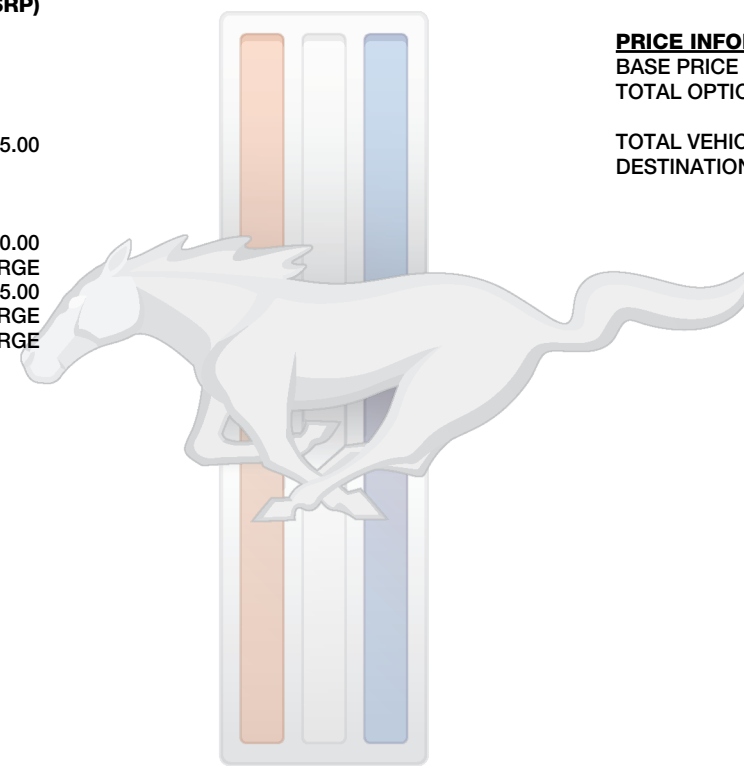 SRP)
5.00
0.00
RGE
5.00
RGE
RGE
PRICE INFO
BASE PRICE
TOTAL OPTIO
TOTAL VEHIC
DESTINATION